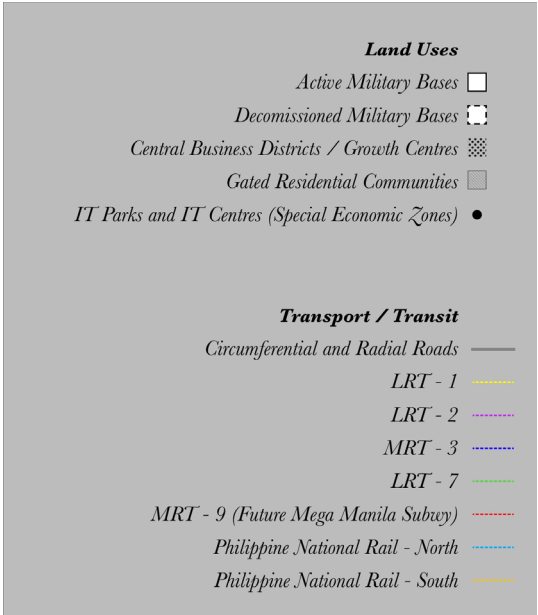 Land Uses
Active Military Bases
Decomissioned Military Bases
Central Business Districts / Growth Centres
Gated Residential Communities
IT Parks and IT Centres (Special Economic Zones)
Transport / Transit
Circumferential and Radial Roads
LRT - 1
LRT - 2
MRT - 3
LRT - 7
MRT - 9 (Future Mega Manila Subwy)
Philippine National Rail - North
Philippine National Rail - South